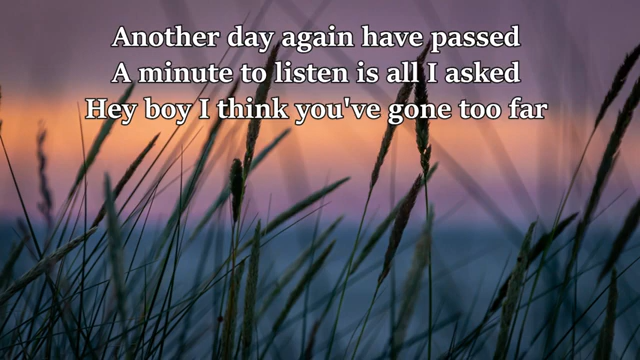 Another day again have passed
A minute to listen is all I asked
Hey boy I think you've gone too far